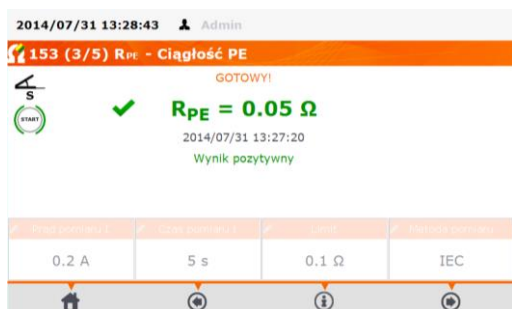 2014/07/31 13:28:43 Admin
153 (3/5) RPE - Ciągłość PE
GOTOWY!
S
START
RPE = 0.05 Ω
2014/07/31 13:27:20
Wynik pozytywny
Prąd pomiaru I Czas pomiaru t Limit Metoda pomiaru
0.2 A 5 s 0.1 Ω IEC